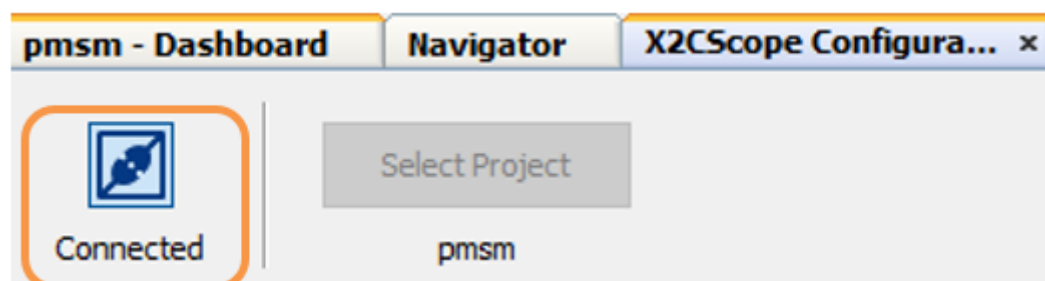 pmsm - Dashboard Navigator X2CScope Configura... ×
Select Project
Connected pmsm